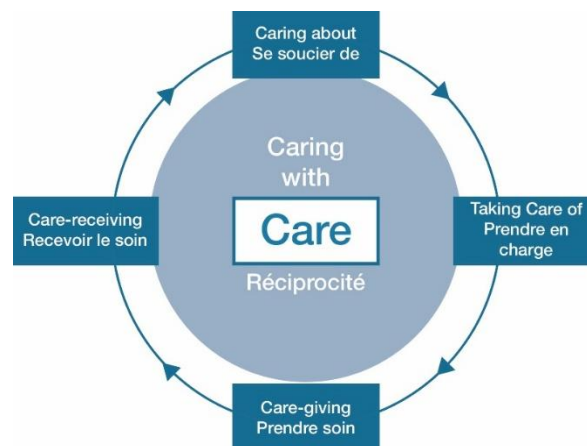 Caring about
Se soucier de
Caring
with
Care
Réciprocité
Care-receiving
Recevoir le soin
Taking Care of
Prendre en
charge
Care-giving
Prendre soin